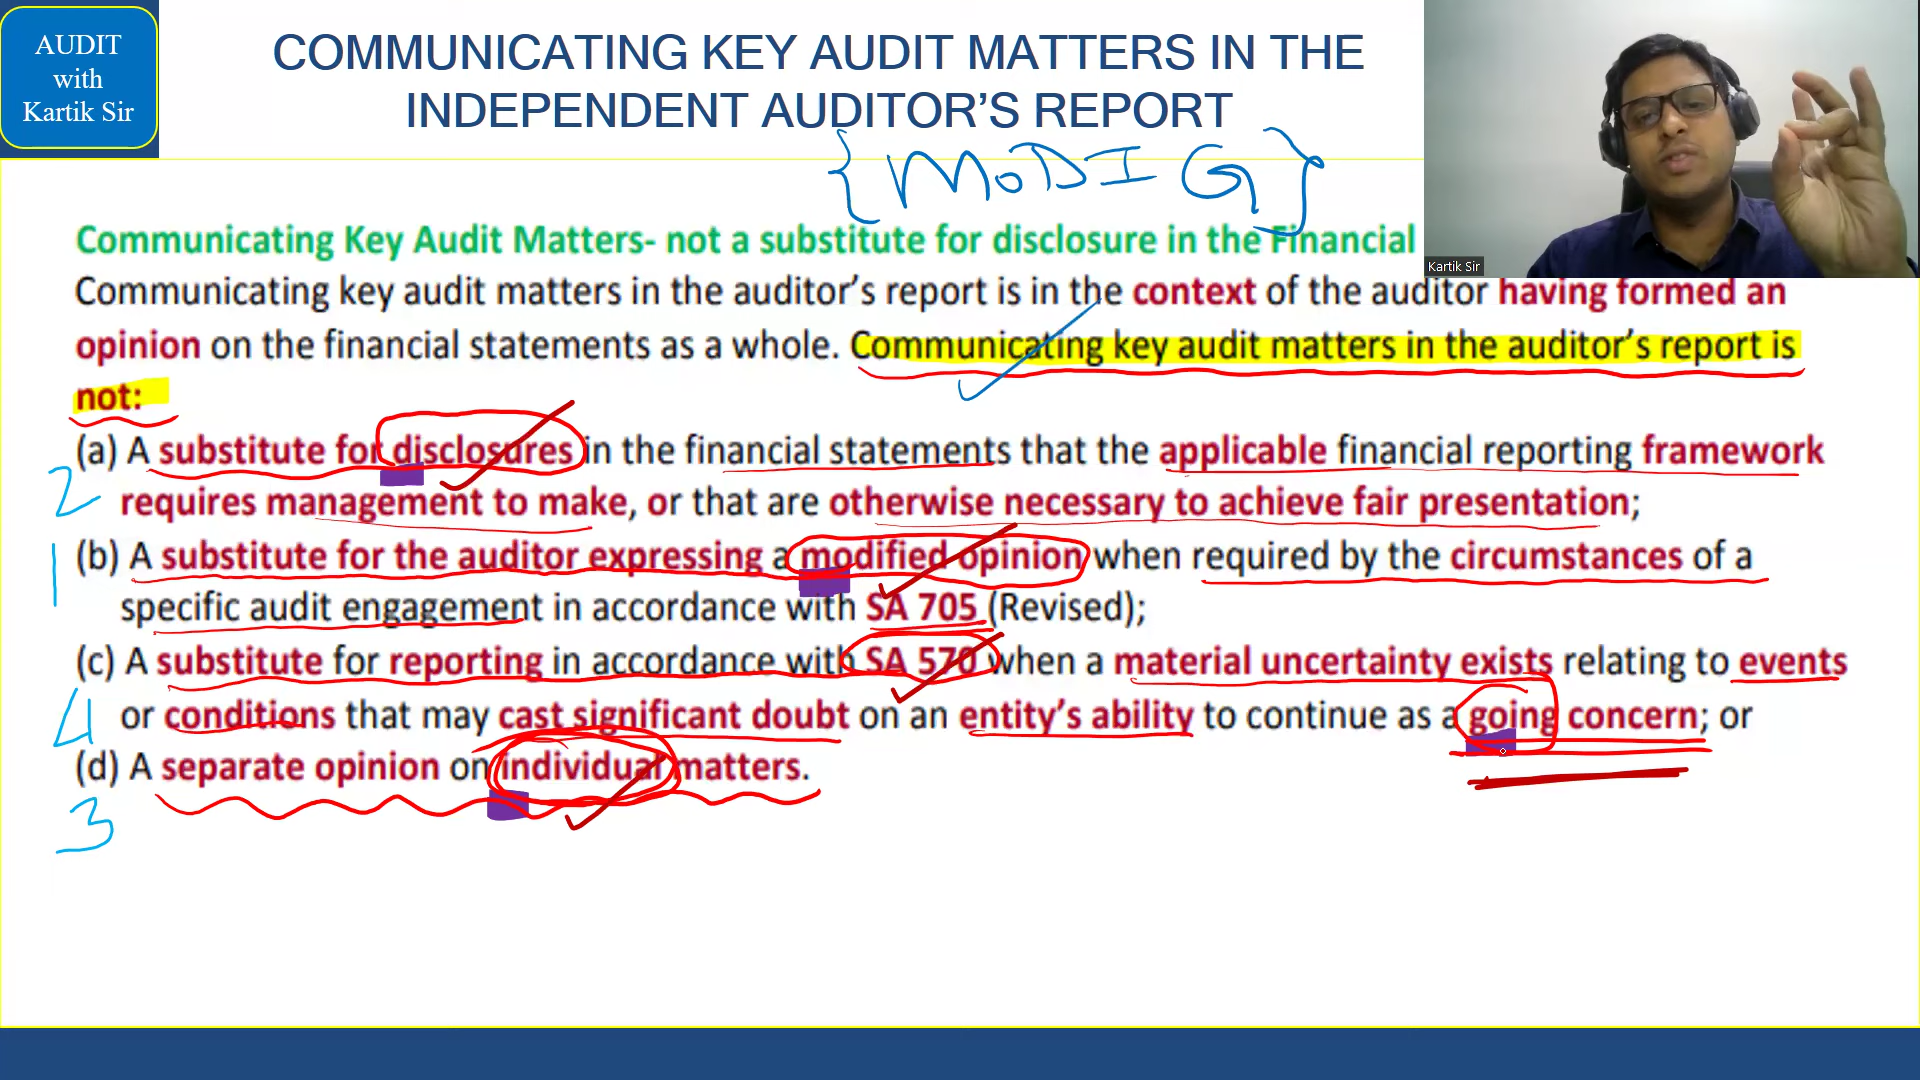 AUDIT
with
Kartik Sir
COMMUNICATING KEY AUDIT MATTERS IN THE
INDEPENDENT AUDITOR'S REPORT
{MODIG}
Kartik Sir
Communicating Key Audit Matters- not a substitute for disclosure in the Financial
Communicating key audit matters in the auditor's report is in the context of the auditor having formed an
opinion on the financial statements as a whole. Communicating key audit matters in the auditor's report is
not:
(a) A substitute for disclosures in the financial statements that the applicable financial reporting framework
2 requires management to make, or that are otherwise necessary to achieve fair presentation;
1 (b) A substitute for the auditor expressing a modified opinion when required by the circumstances of a
specific audit engagement in accordance with SA 705 (Revised);
(c) A substitute for reporting in accordance with SA 570 when a material uncertainty exists relating to events
4 or conditions that may cast significant doubt on an entity's ability to continue as a going concern; or
(d) A separate opinion on individual matters.
3